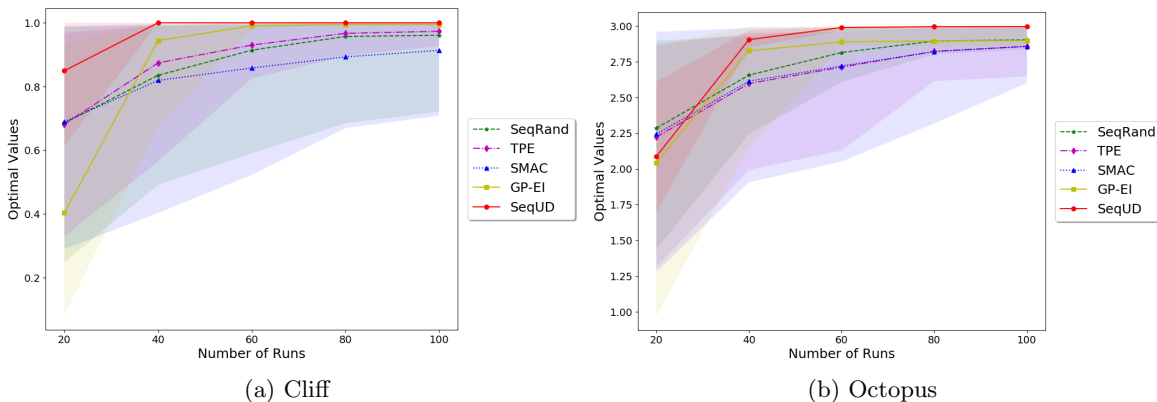 Optimal Values
1.0
0.8
0.6
0.4
0.2
20 40 60 80 100
Number of Runs
SeqRand
TPE
SMAC
GP-EI
SeqUD
(a) Cliff
Optimal Values
3.00
2.75
2.50
2.25
2.00
1.75
1.50
1.25
1.00
20 40 60 80 100
Number of Runs
SeqRand
TPE
SMAC
GP-EI
SeqUD
(b) Octopus